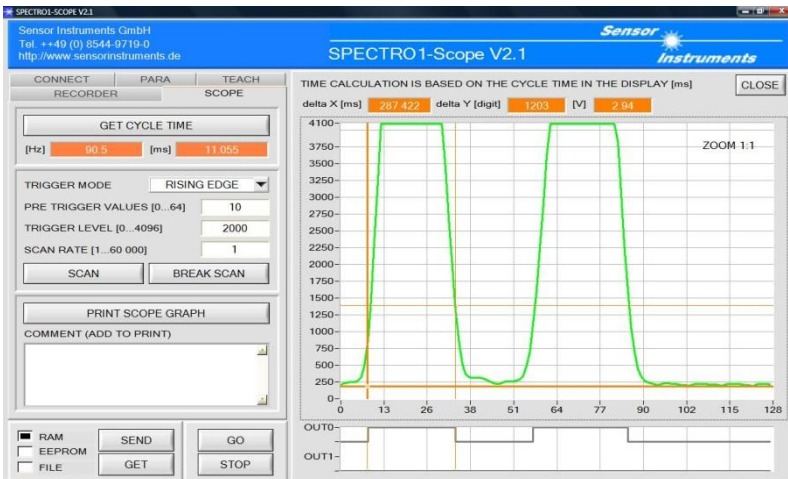 SPECTRO1-SCOPE V2.1
Sensor Instruments GmbH
Tel. ++49 (0) 8544-9719-0
http://www.sensorinstruments.de
SPECTRO1-Scope V2.1
Sensor
Instruments
CONNECT PARA TEACH
RECORDER SCOPE
GET CYCLE TIME
[Hz] 90.5 [ms] 11.055
TRIGGER MODE RISING EDGE
PRE TRIGGER VALUES [0...64] 10
TRIGGER LEVEL [0...4096] 2000
SCAN RATE [1...60 000] 1
SCAN BREAK SCAN
PRINT SCOPE GRAPH
COMMENT (ADD TO PRINT)
RAM
EEPROM
FILE
SEND GO
GET STOP
TIME CALCULATION IS BASED ON THE CYCLE TIME IN THE DISPLAY [ms]
CLOSE
delta X [ms] 287.422 delta Y [digit] 1203 [V] 2.94
ZOOM 1:1
4100
3750
3500
3250
3000
2750
2500
2250
2000
1750
1500
1250
1000
750
500
250
0
0 13 26 38 51 64 77 90 102 115 128
OUT0
OUT1